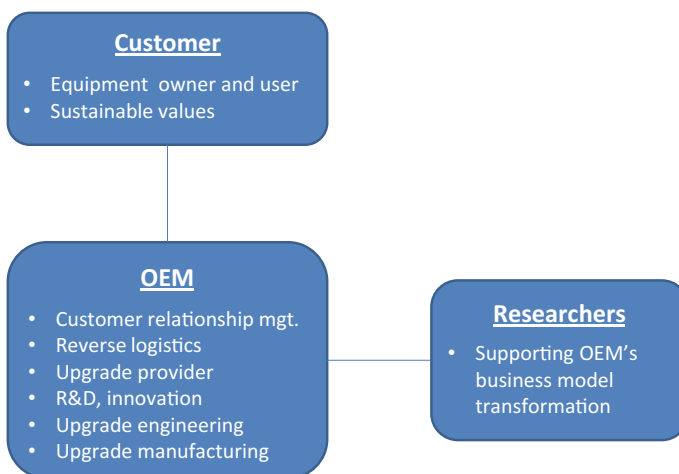 Customer
• Equipment owner and user
• Sustainable values
OEM
• Customer relationship mgt.
• Reverse logistics
• Upgrade provider
• R&D, innovation
• Upgrade engineering
• Upgrade manufacturing
Researchers
• Supporting OEM's
business model
transformation